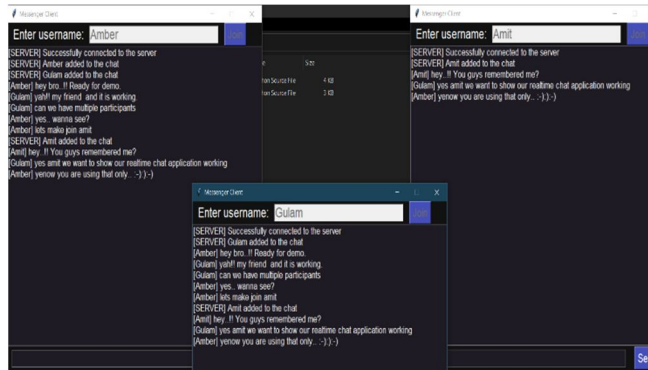 Messenger Client
Enter username: Amber
Join
[SERVER] Successfully connected to the server
[SERVER] Amber added to the chat
[SERVER] Gulam added to the chat
[Amber] hey bro..!! Ready for demo.
[Gulam] yah!! my friend and it is working.
[Gulam] can we have multiple participants
[Amber] yes.. wanna see?
[Amber] lets make join amit
[SERVER] Amit added to the chat
[Amit] hey..!! You guys remembered me?
[Gulam] yes amit we want to show our realtime chat application working
[Amber] yenow you are using that only.. :-):):-)
Size
Source File 4 KB
Source File 3 KB
Messenger Client
Enter username: Amit
Join
[SERVER] Successfully connected to the server
[SERVER] Amit added to the chat
[Amit] hey..!! You guys remembered me?
[Gulam] yes amit we want to show our realtime chat application working
[Amber] yenow you are using that only.. :-):):-)
Messenger Client
Enter username: Gulam
Join
[SERVER] Successfully connected to the server
[SERVER] Gulam added to the chat
[Amber] hey bro..!! Ready for demo.
[Gulam] yah!! my friend and it is working.
[Gulam] can we have multiple participants
[Amber] yes.. wanna see?
[Amber] lets make join amit
[SERVER] Amit added to the chat
[Amit] hey..!! You guys remembered me?
[Gulam] yes amit we want to show our realtime chat application working
[Amber] yenow you are using that only.. :-):):-)
Se